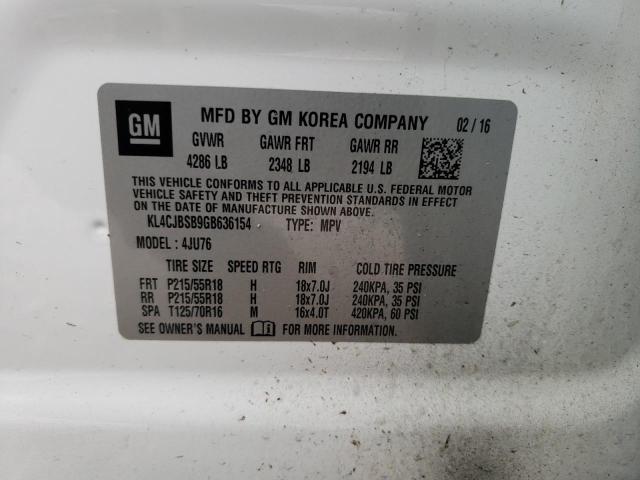 GM MFD BY GM KOREA COMPANY 02 / 16
GVWR GAWR FRT GAWR RR
4286 LB 2348 LB 2194 LB
THIS VEHICLE CONFORMS TO ALL APPLICABLE U.S. FEDERAL MOTOR
VEHICLE SAFETY AND THEFT PREVENTION STANDARDS IN EFFECT
ON THE DATE OF MANUFACTURE SHOWN ABOVE.
KL4CJBSB9GB636154 TYPE: MPV
MODEL : 4JU76
TIRE SIZE SPEED RTG RIM COLD TIRE PRESSURE
FRT P215/55R18 H 18x7.0J 240KPA, 35 PSI
RR P215/55R18 H 18x7.0J 240KPA, 35 PSI
SPA T125/70R16 M 16x4.0T 420KPA, 60 PSI
SEE OWNER'S MANUAL FOR MORE INFORMATION.